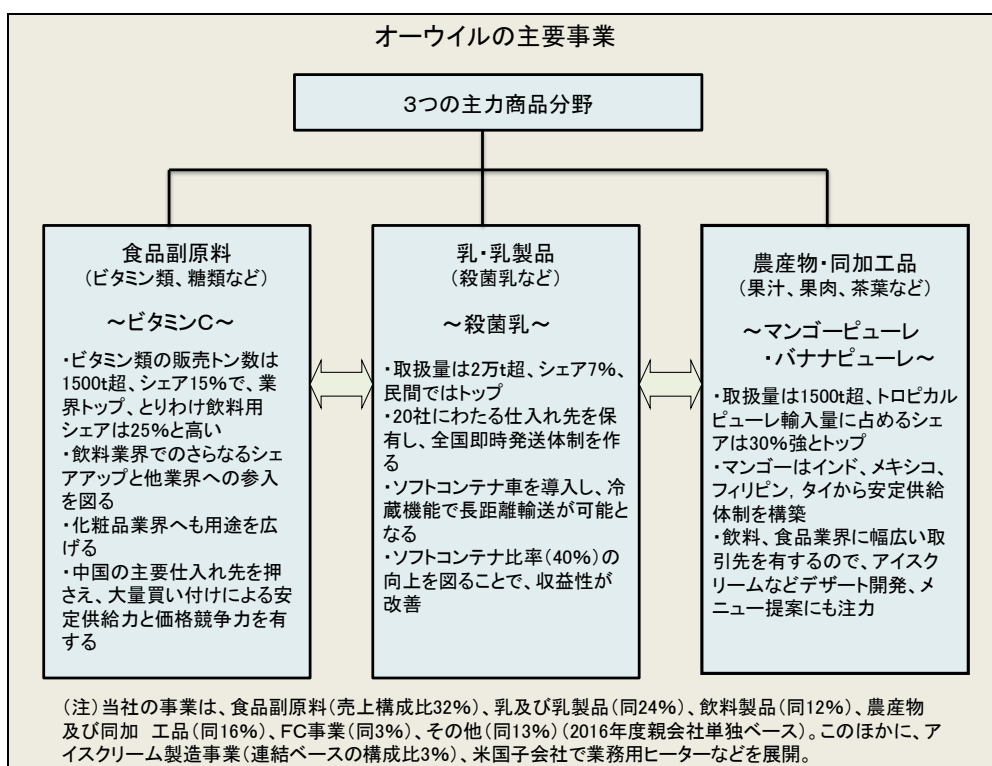 オーウイルの主要事業
3つの主力商品分野
食品副原料
(ビタミン類、糖類など)
~ビタミンC~
・ビタミン類の販売トン数は
1500t超、シェア15%で、業
界トップ、とりわけ飲料用
シェアは25%と高い
・飲料業界でのさらなるシェ
アアップと他業界への参入
を図る
・化粧品業界へも用途を広
げる
・中国の主要仕入れ先を押
さえ、大量買い付けによる安
定供給力と価格競争力を有
する
乳・乳製品
(殺菌乳など)
~殺菌乳~
・取扱量は2万t超、シェア7%、
民間ではトップ
・20社にわたる仕入れ先を保
有し、全国即時発送体制を作
る
・ソフトコンテナ車を導入し、冷
蔵機能で長距離輸送が可能と
なる
・ソフトコンテナ比率(40%)の
向上を図ることで、収益性が
改善
農産物・同加工品
(果汁、果肉、茶葉など)
~マンゴーピューレ
・バナナピューレ~
・取扱量は1500t超、トロピカル
ピューレ輸入量に占めるシェ
アは30%強とトップ
・マンゴーはインド、メキシコ、
フィリピン,タイから安定供給
体制を構築
・飲料、食品業界に幅広い取
引先を有するので、アイスク
リームなどデザート開発、メ
ニュー提案にも注力
(注)当社の事業は、食品副原料(売上構成比32%)、乳及び乳製品(同24%)、飲料製品(同12%)、農産物
及び同加 工品(同16%)、FC事業(同3%)、その他(同13%)(2016年度親会社単独ベース)。このほかに、ア
イスクリーム製造事業(連結ベースの構成比3%)、米国子会社で業務用ヒーターなどを展開。